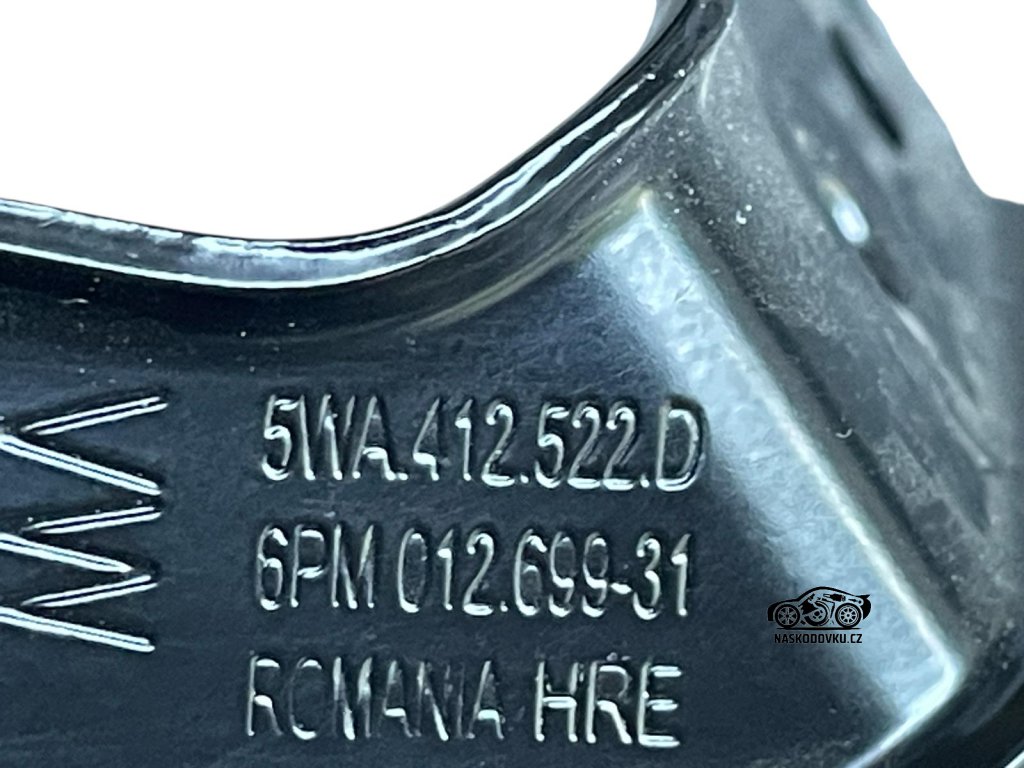 5WA.412.522.D
6PM 012.699-31
ROMANIA HRE
NASKODOVKU.CZ